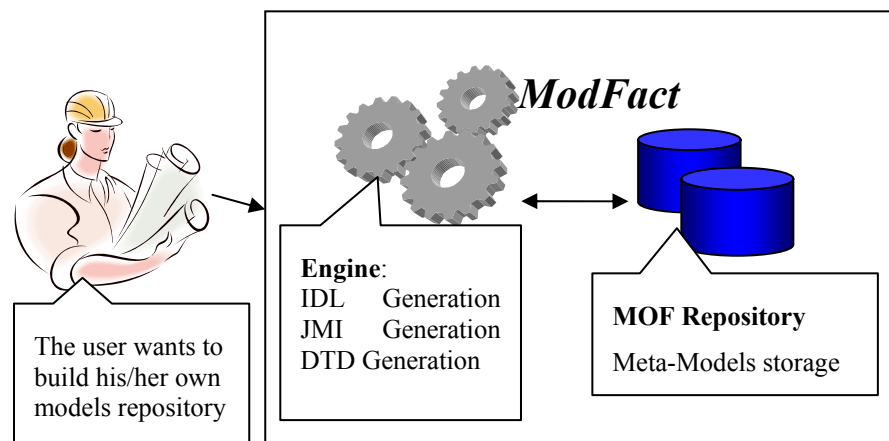 ModFact
Engine:
IDL Generation
JMI Generation
DTD Generation
MOF Repository
Meta-Models storage
The user wants to
build his/her own
models repository